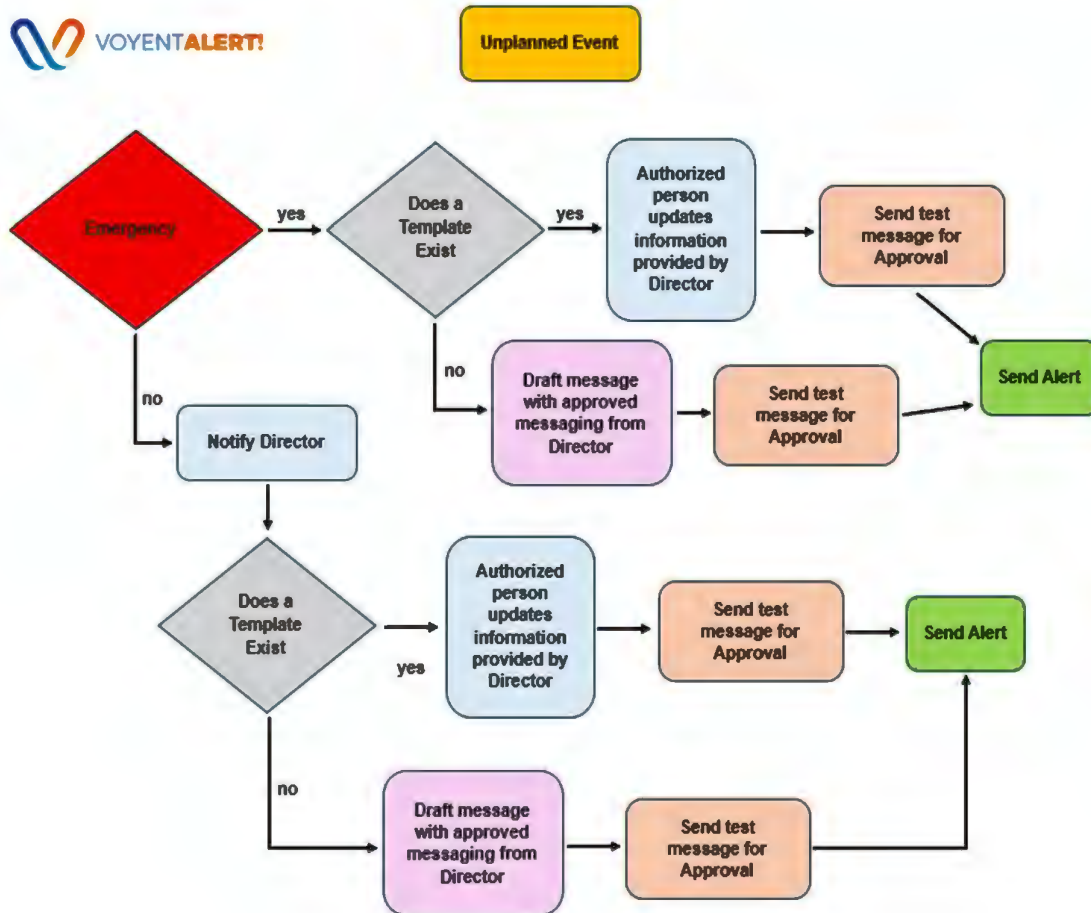 VOYENTALERT!
Unplanned Event
Emergency
yes
Does a
Template
Exist
yes
Authorized
person
updates
information
provided by
Director
Send test
message for
Approval
no
no
Draft message
with approved
messaging from
Director
Send test
message for
Approval
Send Alert
Notify Director
Does a
Template
Exist
yes
Authorized
person
updates
information
provided by
Director
Send test
message for
Approval
Send Alert
no
Draft message
with approved
messaging from
Director
Send test
message for
Approval